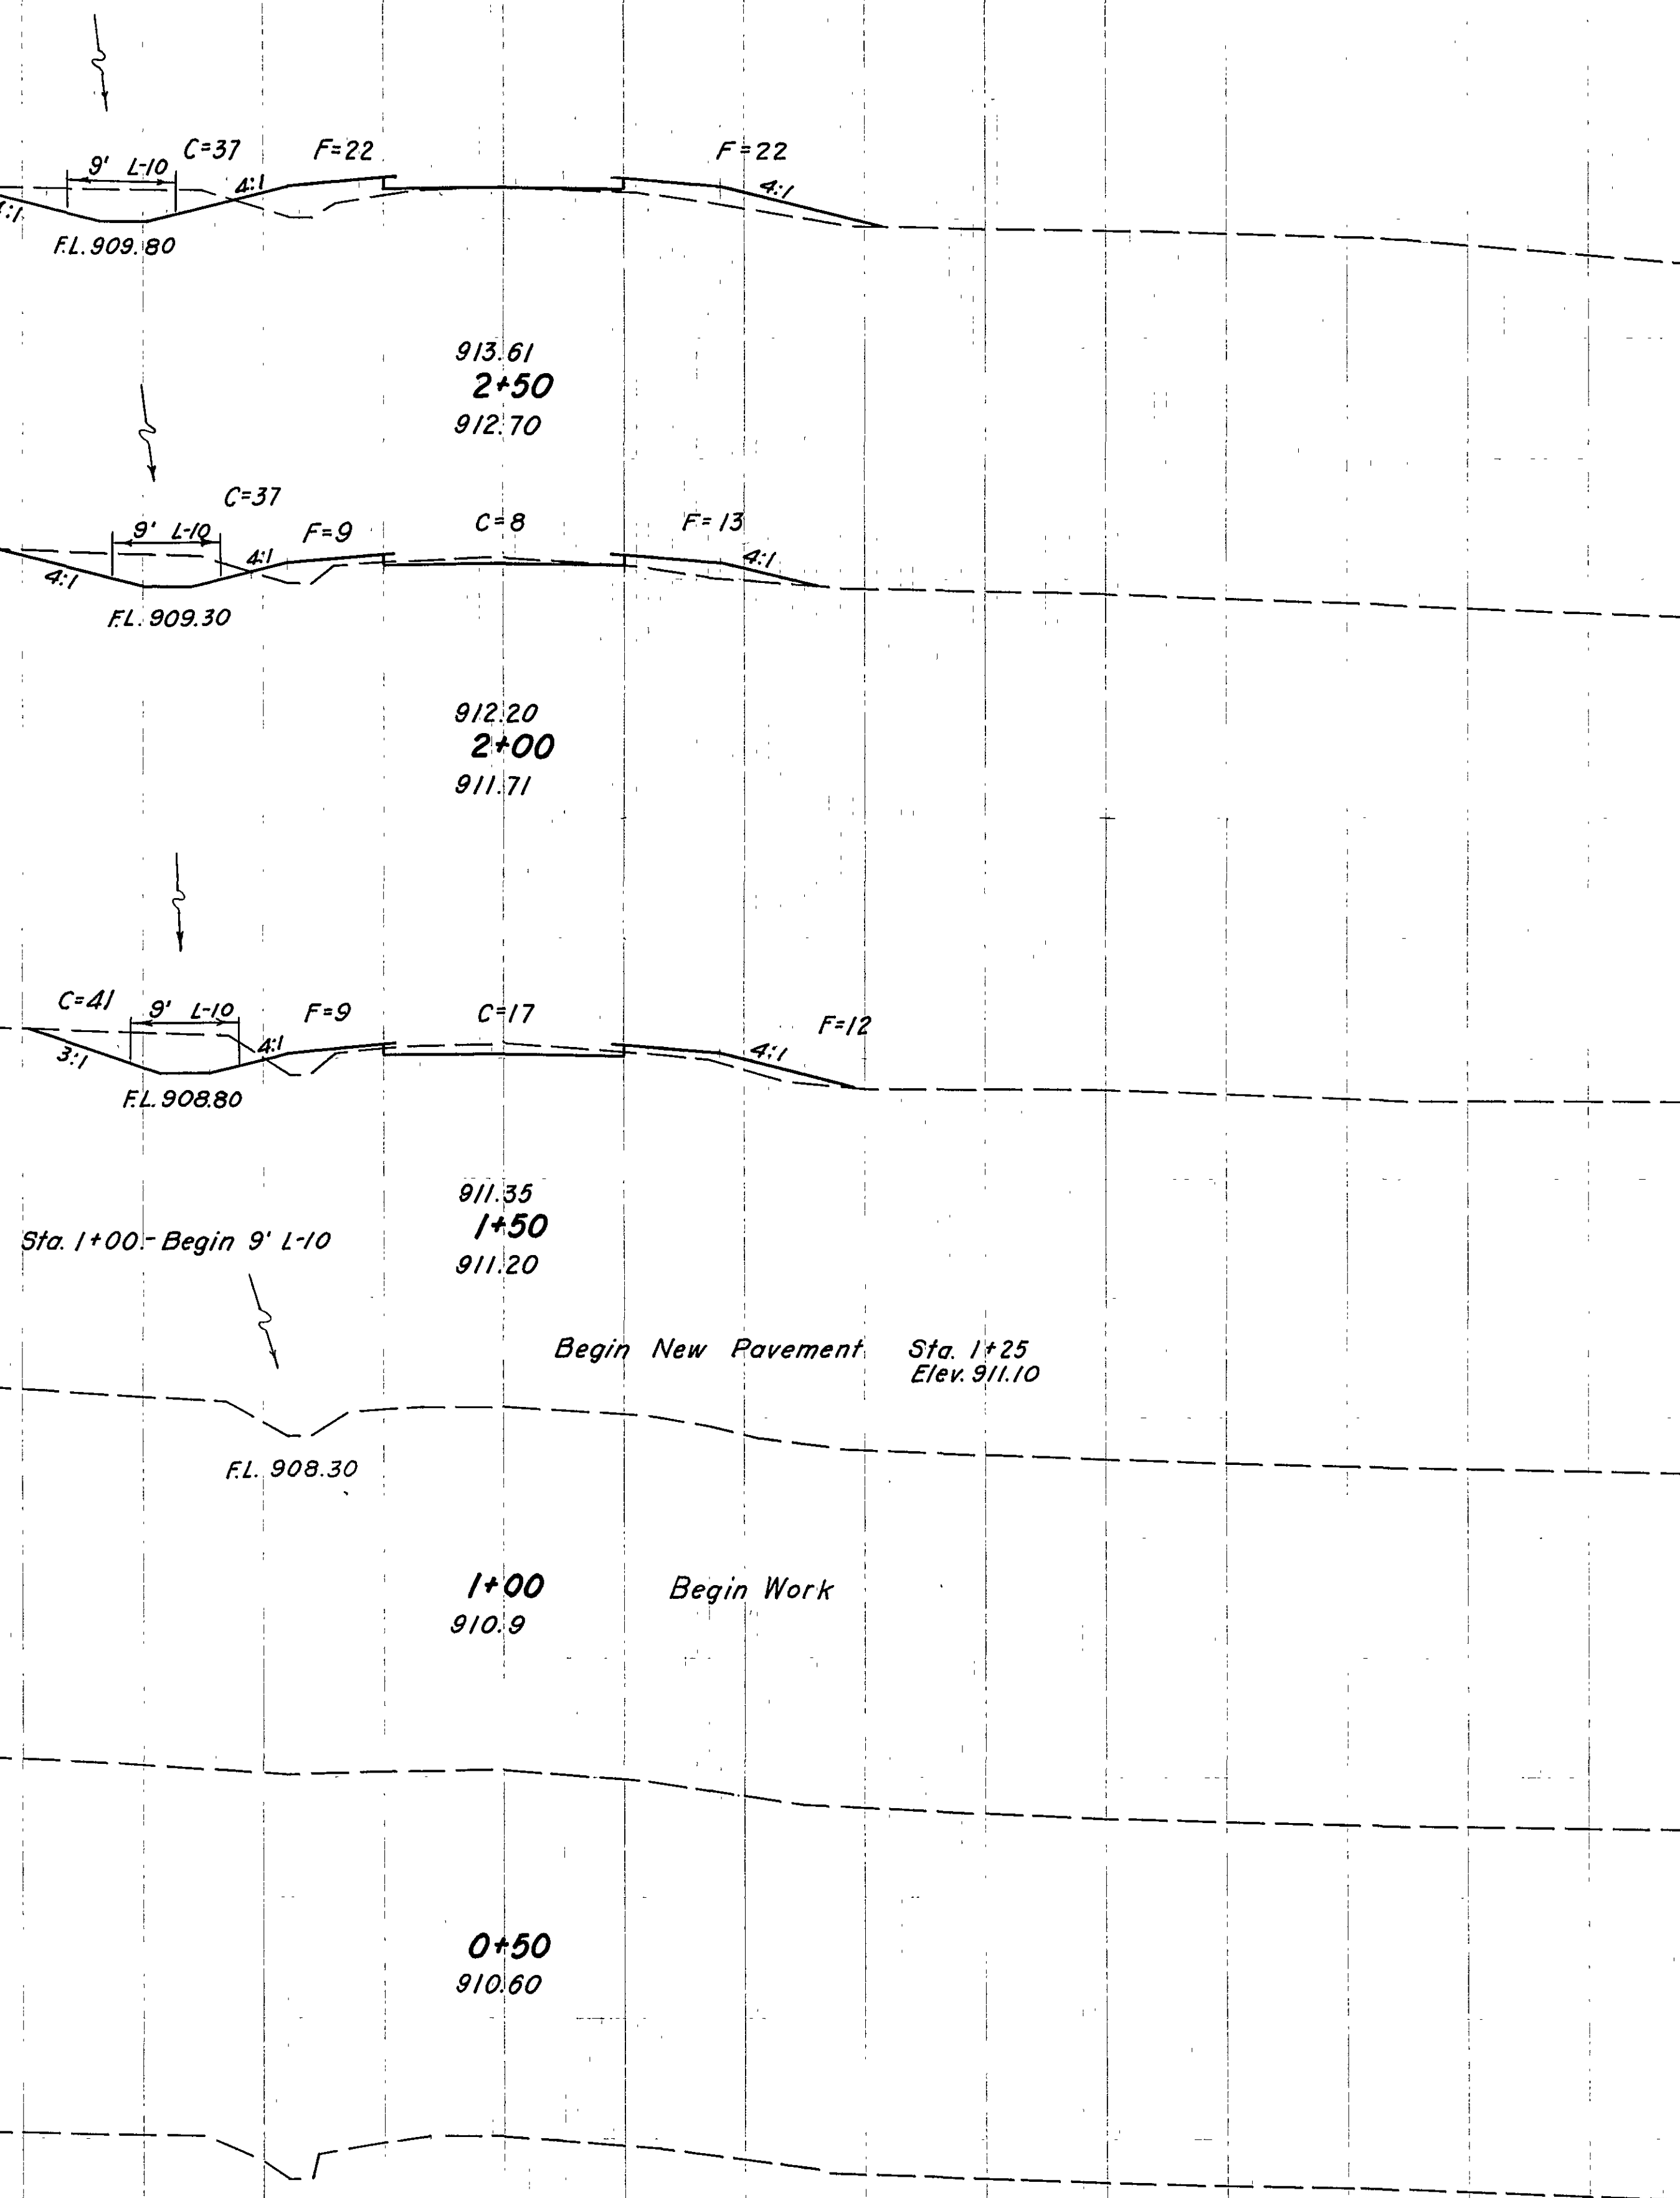 C=37
F=22
F=22
9' L-10
4:1
4:1
4:1
F.L. 909.80
913.61
2+50
912.70
C=37
9' L-10
F=9
C=8
F=13
4:1
4:1
4:1
F.L. 909.30
912.20
2+00
911.71
C=41
9' L-10
F=9
C=17
F=12
3:1
4:1
4:1
F.L. 908.80
911.35
1+50
911.20
Sta. 1+00 - Begin 9' L-10
Begin New Pavement Sta. 1+25
Elev. 911.10
F.L. 908.30
1+00 Begin Work
910.9
0+50
910.60